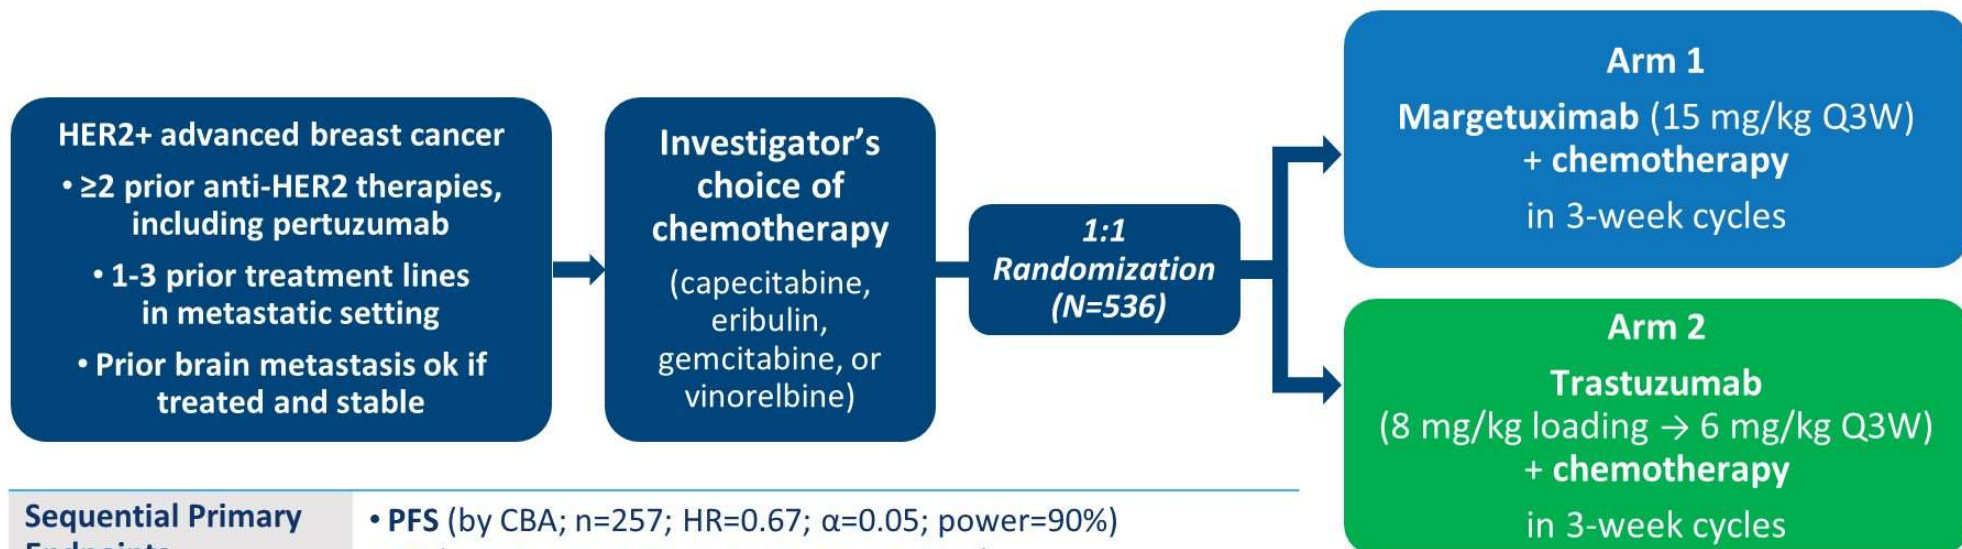 HER2+ advanced breast cancer
• ≥2 prior anti-HER2 therapies,
including pertuzumab
• 1-3 prior treatment lines
in metastatic setting
• Prior brain metastasis ok if
treated and stable
Investigator's
choice of
chemotherapy
(capecitabine,
eribulin,
gemcitabine, or
vinorelbine)
1:1
Randomization
(N=536)
Arm 1
Margetuximab (15 mg/kg Q3W)
+ chemotherapy
in 3-week cycles
Arm 2
Trastuzumab
(8 mg/kg loading → 6 mg/kg Q3W)
+ chemotherapy
in 3-week cycles
Sequential Primary
• PFS (by CBA; n=257; HR=0.67; α=0.05; power=90%)